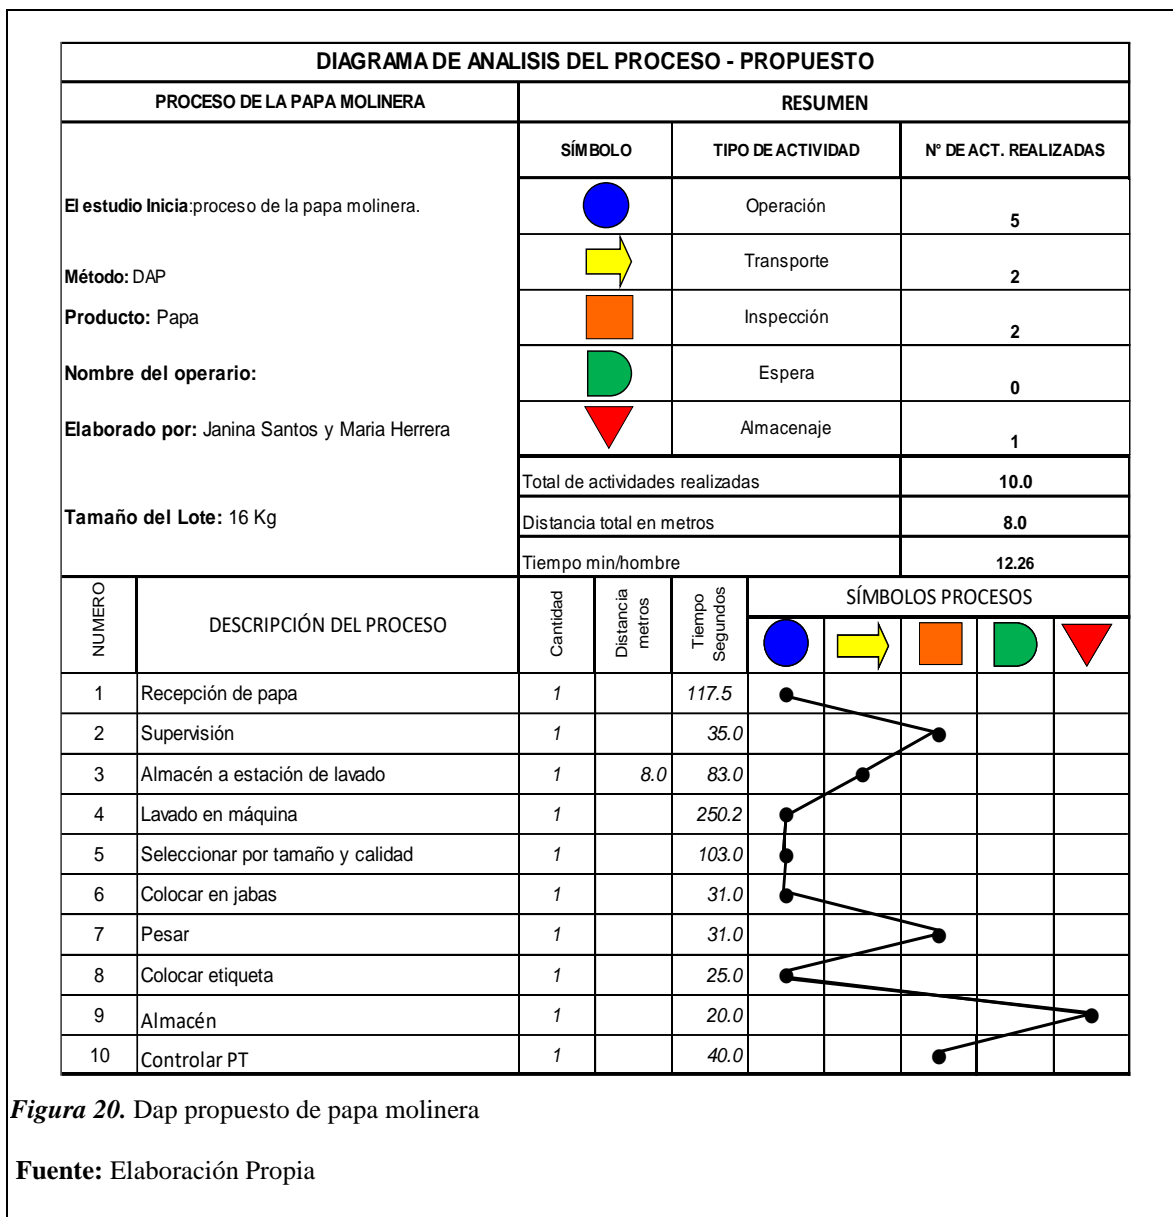 DIAGRAMA DE ANALISIS DEL PROCESO - PROPUESTO
PROCESO DE LA PAPA MOLINERA RESUMEN
SÍMBOLO TIPO DE ACTIVIDAD N° DE ACT. REALIZADAS
El estudio Inicia:proceso de la papa molinera. Operación 5
Método: DAP Transporte 2
Producto: Papa Inspección 2
Nombre del operario: Espera 0
Elaborado por: Janina Santos y Maria Herrera Almacenaje 1
Total de actividades realizadas 10.0
Tamaño del Lote: 16 Kg Distancia total en metros 8.0
Tiempo min/hombre 12.26
NUMERO DESCRIPCIÓN DEL PROCESO Cantidad Distancia metros Tiempo Segundos SÍMBOLOS PROCESOS
1 Recepción de papa 1 117.5
2 Supervisión 1 35.0
3 Almacén a estación de lavado 1 8.0 83.0
4 Lavado en máquina 1 250.2
5 Seleccionar por tamaño y calidad 1 103.0
6 Colocar en jabas 1 31.0
7 Pesar 1 31.0
8 Colocar etiqueta 1 25.0
9 Almacén 1 20.0
10 Controlar PT 1 40.0
Figura 20. Dap propuesto de papa molinera
Fuente: Elaboración Propia